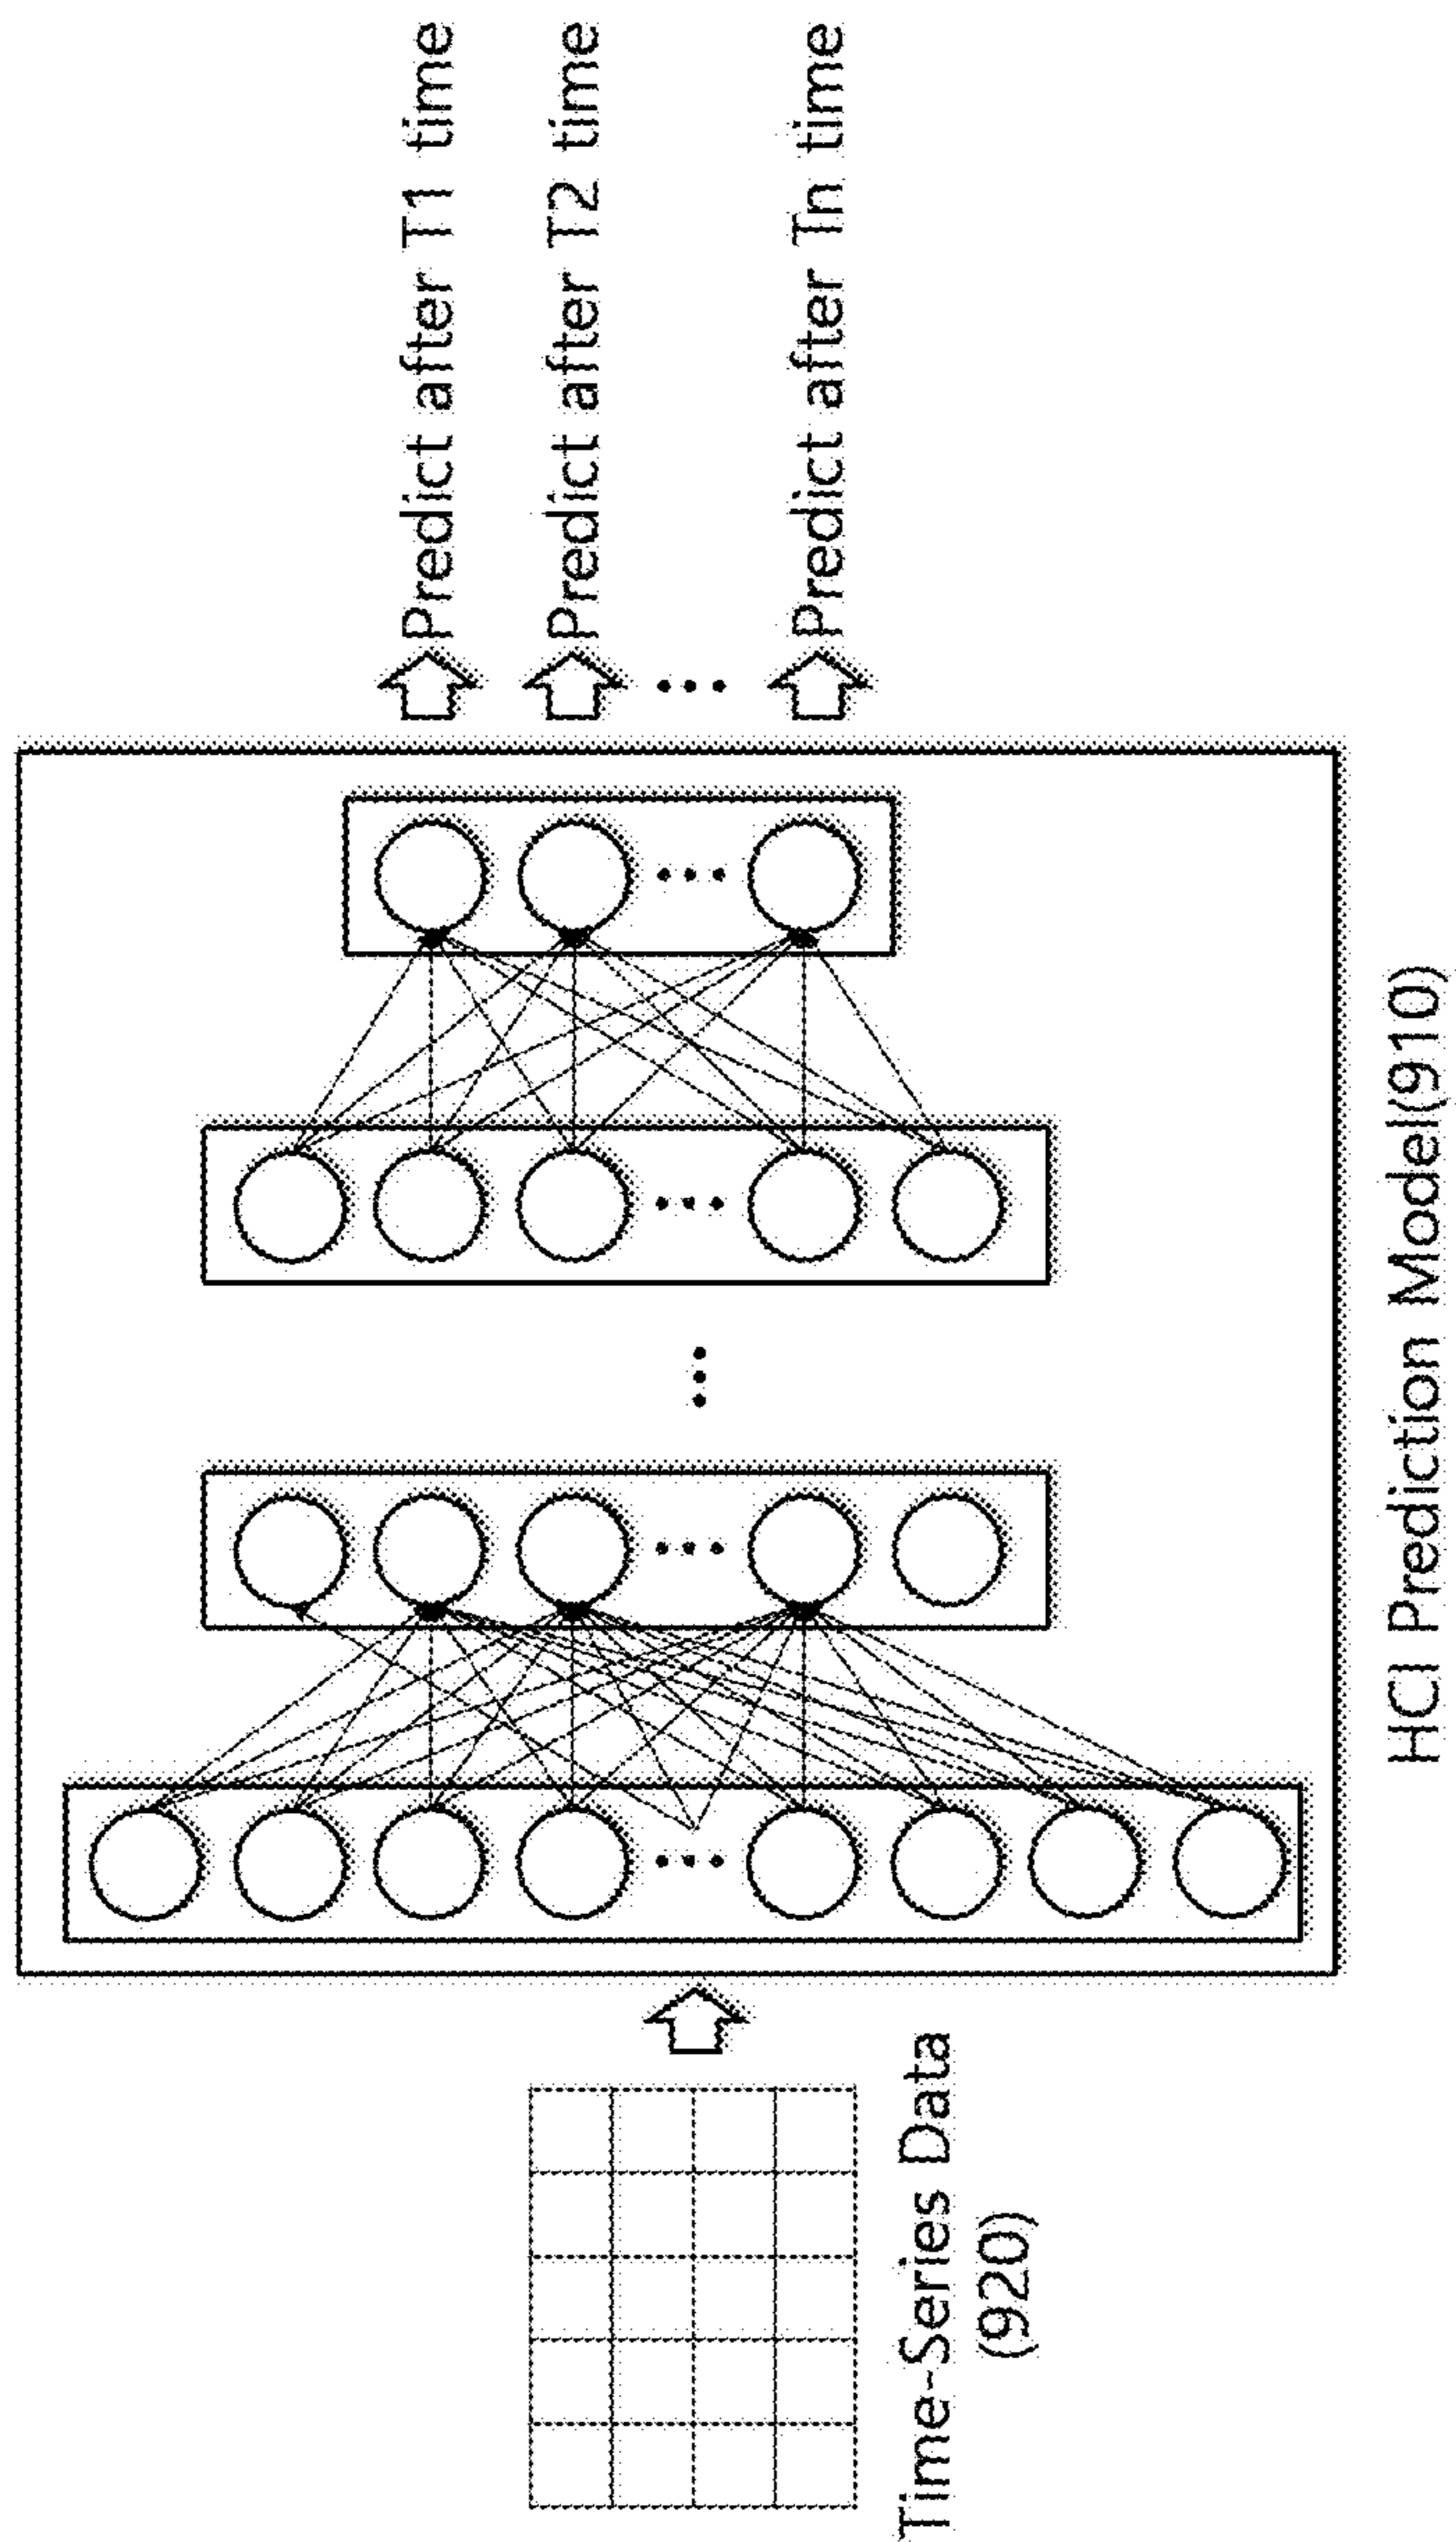 Time-Series Data
(920)
HCI Prediction Model(910)
Predict after T1 time
Predict after T2 time
Predict after Tn time